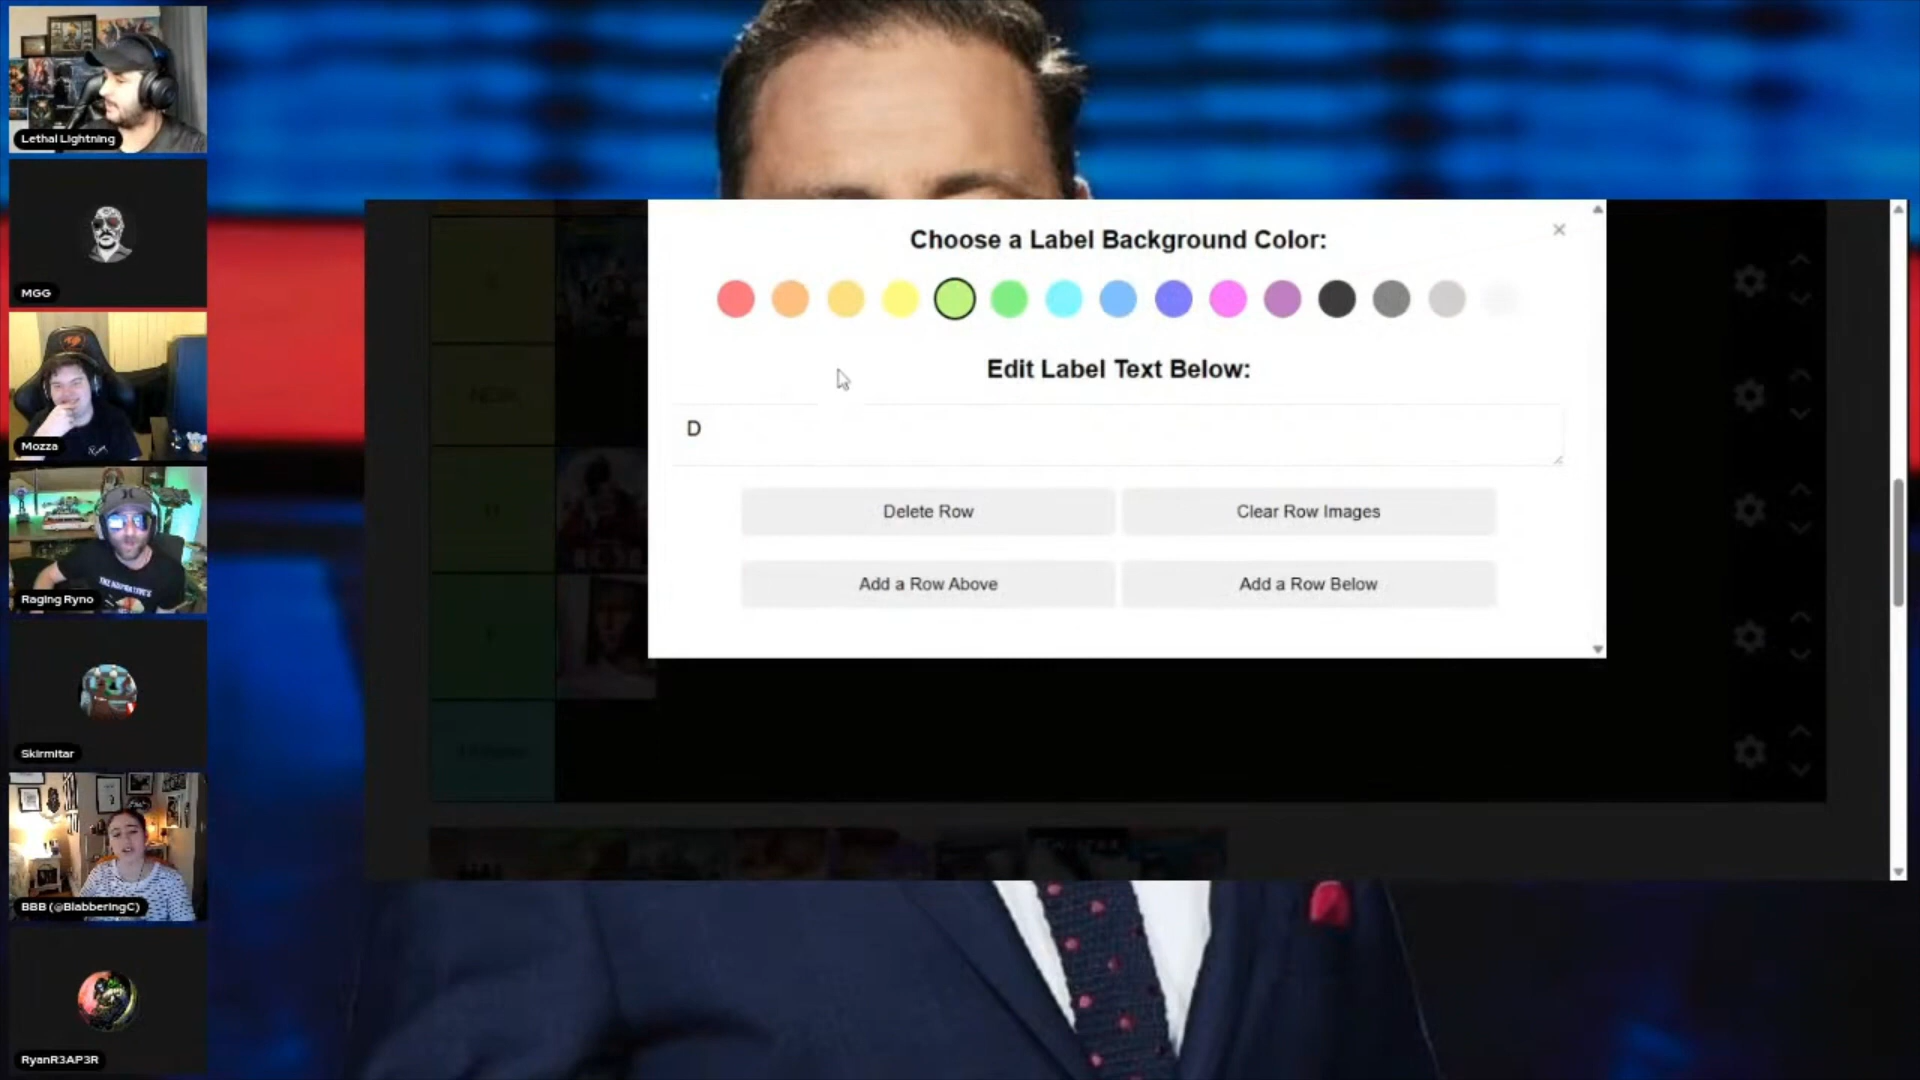 Lethal Lightning
MGG
Mozza
Raging Ryno
Skirmitar
BBB (@BlabberingC)
RyanR3AP3R
Choose a Label Background Color:
Edit Label Text Below:
D
Delete Row
Clear Row Images
Add a Row Above
Add a Row Below